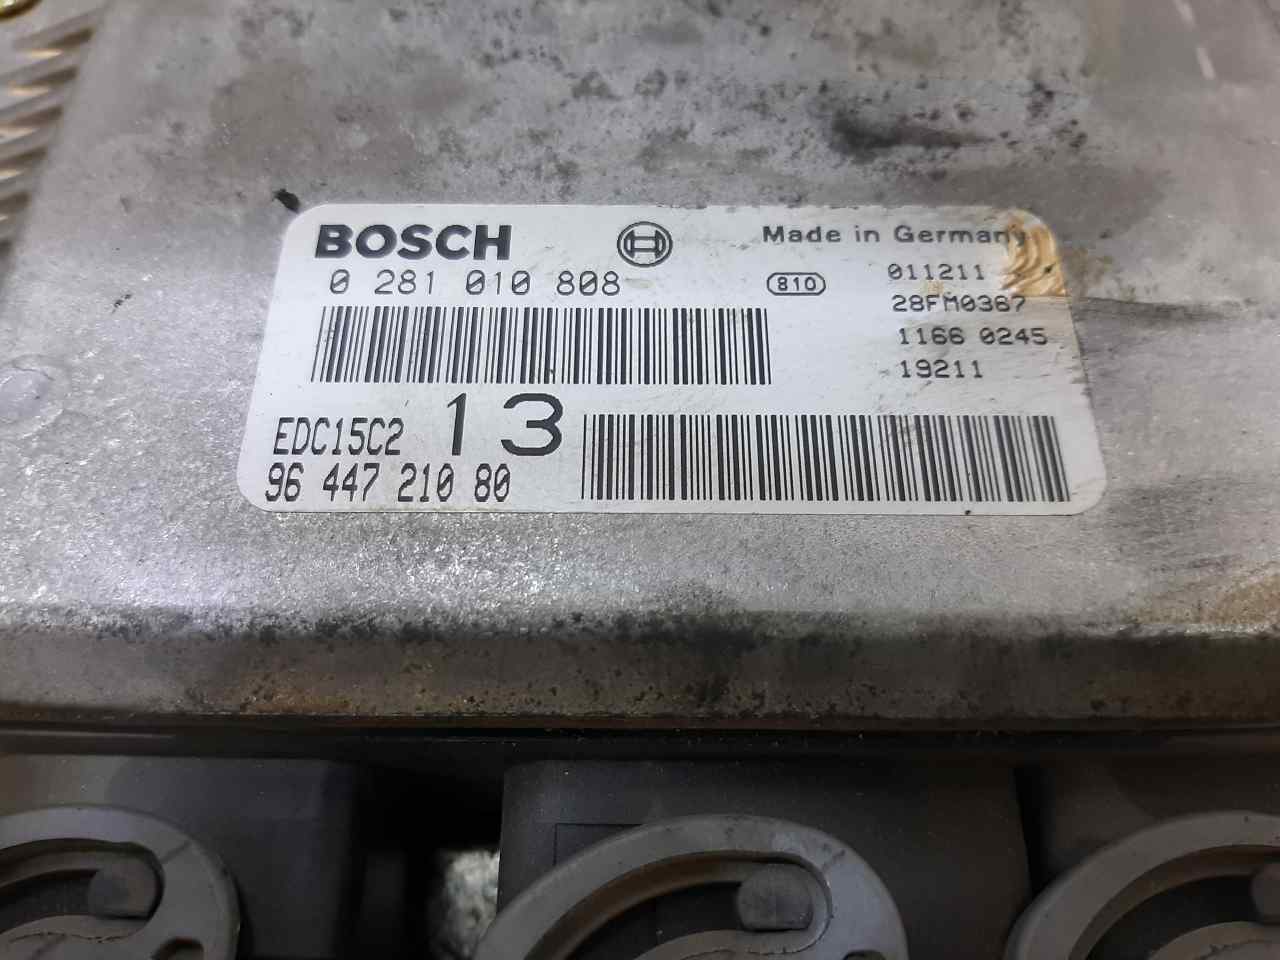 BOSCH
Made in Germany
0 281 010 808
810
011211
28FM0367
1166 0245
19211
EDC15C2
13
96 447 210 80